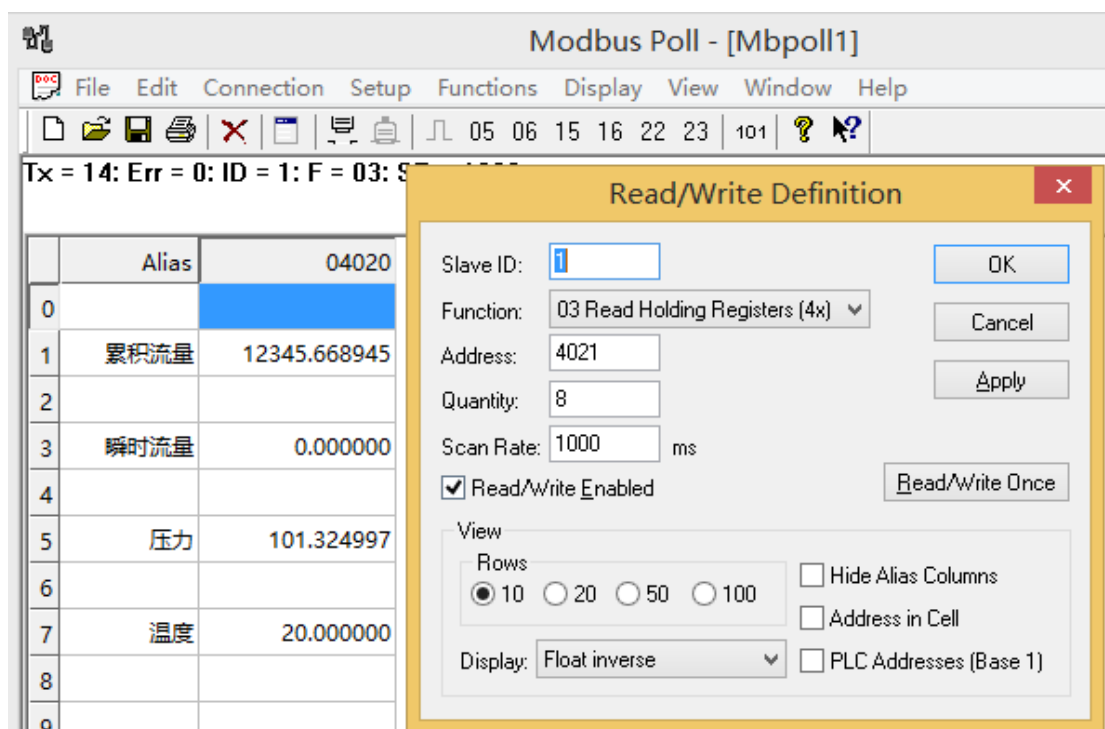 Modbus Poll - [Mbpoll1]
File Edit Connection Setup Functions Display View Window Help
05 06 15 16 22 23 101
Tx = 14: Err = 0: ID = 1: F = 03:
Alias 04020
0
1 累积流量 12345.668945
2
3 瞬时流量 0.000000
4
5 压力 101.324997
6
7 温度 20.000000
8
9
Read/Write Definition
Slave ID: 1 OK
Function: 03 Read Holding Registers (4x) Cancel
Address: 4021 Apply
Quantity: 8
Scan Rate: 1000 ms
Read/Write Enabled Read/Write Once
View
Rows
10 20 50 100
Hide Alias Columns
Address in Cell
Display: Float inverse PLC Addresses (Base 1)